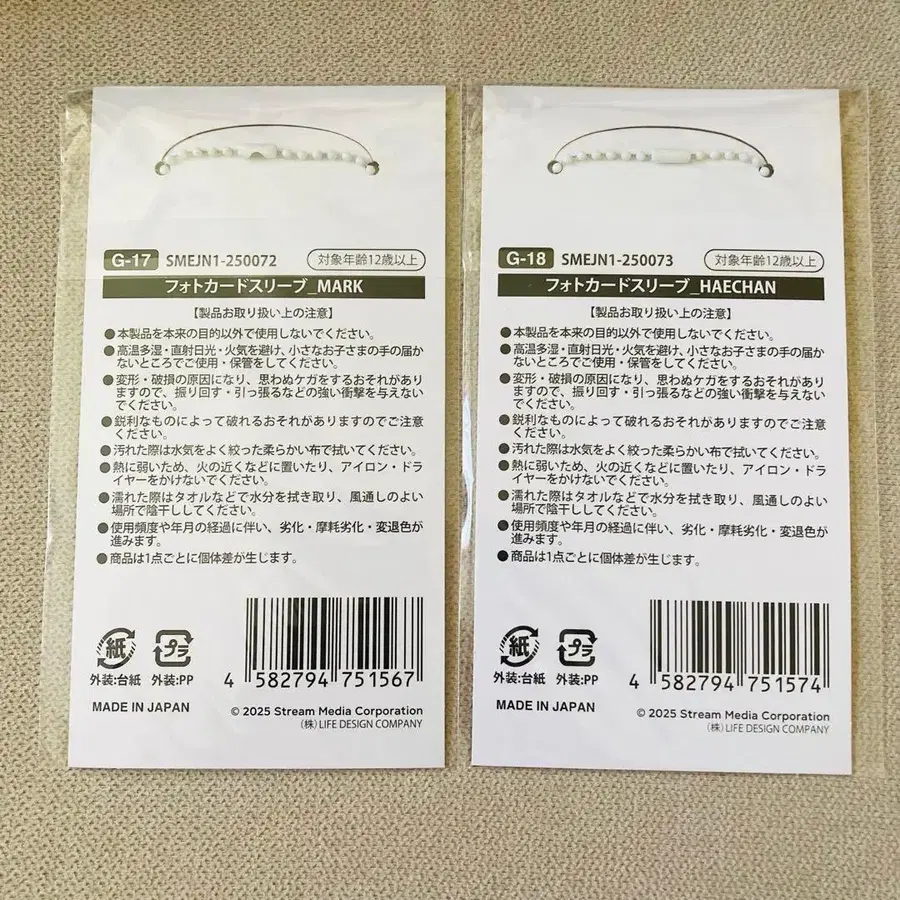 G-17 SMEJN1-250072 対象年齢12歳以上
フォトカードスリーブ_MARK
【製品お取り扱い上の注意】
●本製品を本来の目的以外で使用しないでください。
●高温多湿・直射日光・火気を避け、小さなお子さまの手の届か
ないところでご使用・保管をしてください。
●変形・破損の原因になり、思わぬケガをするおそれがあり
ますので、振り回す・引っ張るなどの強い衝撃を与えない
でください。
●鋭利なものによって破れるおそれがありますのでご注意
ください。
●汚れた際は水気をよく絞った柔らかい布で拭いてください。
●熱に弱いため、火の近くなどに置いたり、アイロン・ドラ
イヤーをかけないでください。
●濡れた際はタオルなどで水分を拭き取り、風通しのよい
場所で陰干ししてください。
●使用頻度や年月の経過に伴い、劣化・摩耗劣化・変退色が
進みます。
●商品は1点ごとに個体差が生じます。
紙 プラ
外装:台紙 外装:PP
4 582794 751567
MADE IN JAPAN
© 2025 Stream Media Corporation
(株)LIFE DESIGN COMPANY
G-18 SMEJN1-250073 対象年齢12歳以上
フォトカードスリーブ_HAECHAN
【製品お取り扱い上の注意】
●本製品を本来の目的以外で使用しないでください。
●高温多湿・直射日光・火気を避け、小さなお子さまの手の届か
ないところでご使用・保管をしてください。
●変形・破損の原因になり、思わぬケガをするおそれがあり
ますので、振り回す・引っ張るなどの強い衝撃を与えない
でください。
●鋭利なものによって破れるおそれがありますのでご注意
ください。
●汚れた際は水気をよく絞った柔らかい布で拭いてください。
●熱に弱いため、火の近くなどに置いたり、アイロン・ドラ
イヤーをかけないでください。
●濡れた際はタオルなどで水分を拭き取り、風通しのよい
場所で陰干ししてください。
●使用頻度や年月の経過に伴い、劣化・摩耗劣化・変退色が
進みます。
●商品は1点ごとに個体差が生じます。
紙 プラ
外装:台紙 外装:PP
4 582794 751574
MADE IN JAPAN
© 2025 Stream Media Corporation
(株)LIFE DESIGN COMPANY